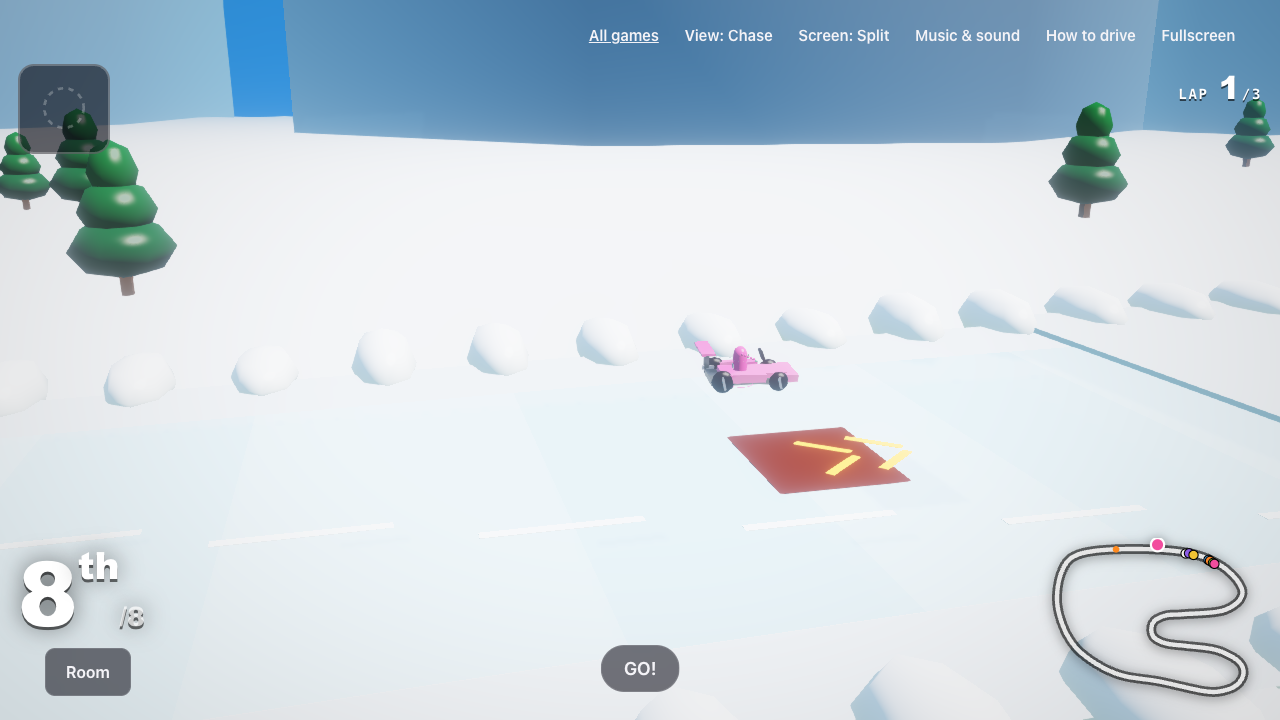 All games View: Chase Screen: Split Music & sound How to drive Fullscreen
LAP 1/3
8th/8
Room
GO!